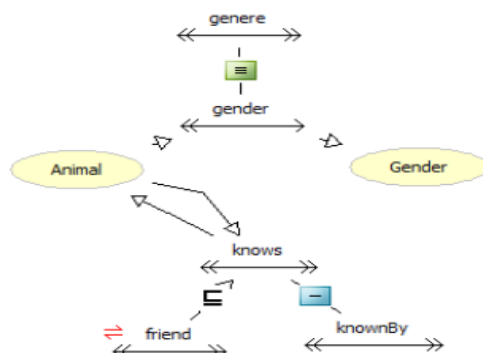 genere
≡
gender
Animal
Gender
knows
⊑
−
friend
knownBy